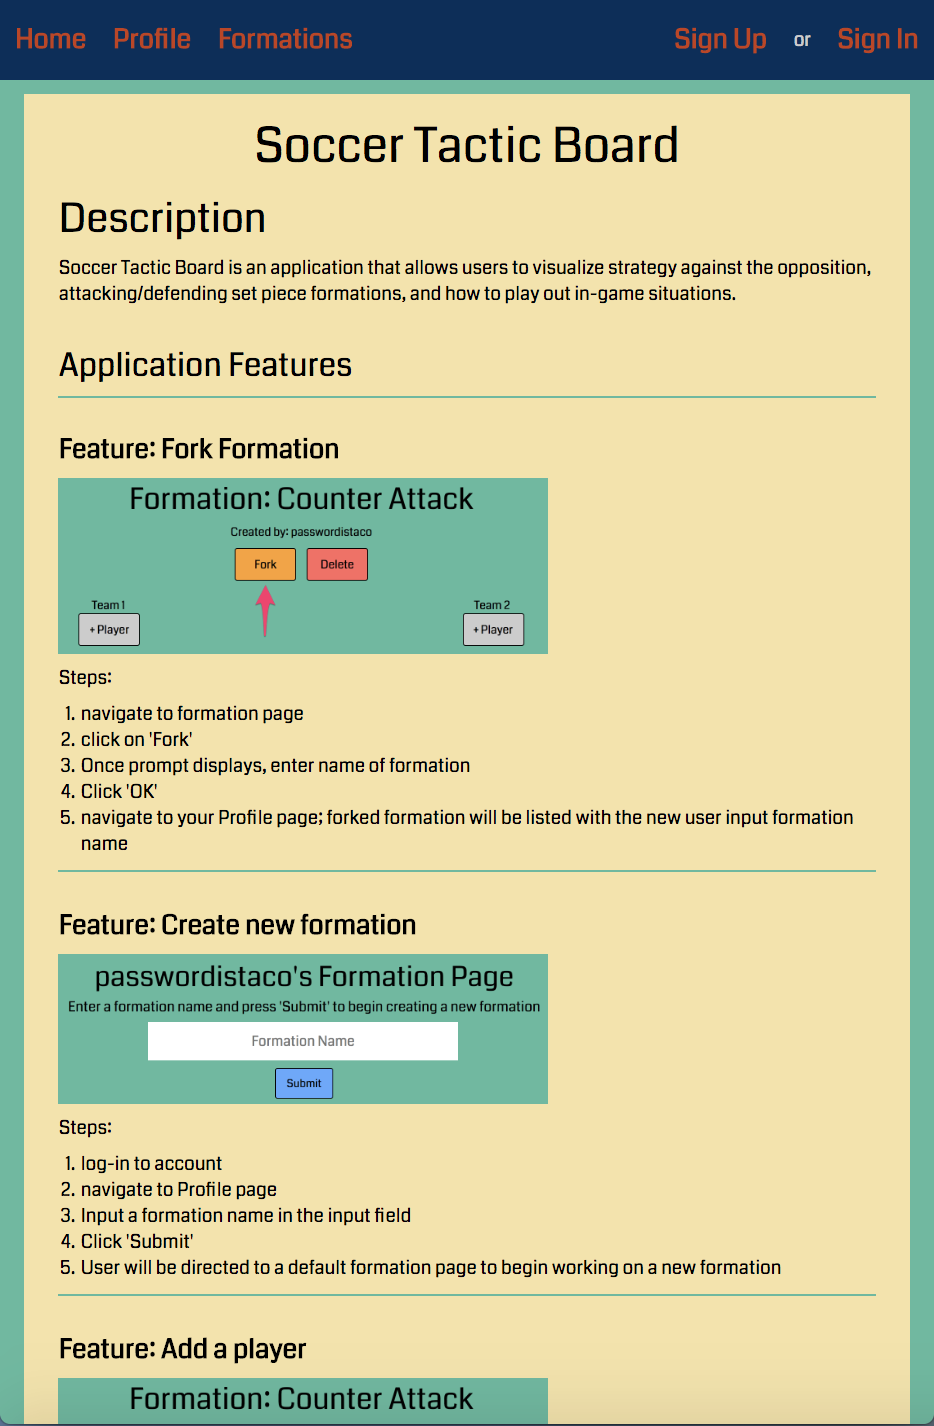 Home Profile Formations Sign Up or Sign In
Soccer Tactic Board
Description
Soccer Tactic Board is an application that allows users to visualize strategy against the opposition,
attacking/defending set piece formations, and how to play out in-game situations.
Application Features
Feature: Fork Formation
Formation: Counter Attack
Created by: passwordistaco
Fork Delete
Team 1 Team 2
+ Player + Player
Steps:
1. navigate to formation page
2. click on 'Fork'
3. Once prompt displays, enter name of formation
4. Click 'OK'
5. navigate to your Profile page; forked formation will be listed with the new user input formation
name
Feature: Create new formation
passwordistaco's Formation Page
Enter a formation name and press 'Submit' to begin creating a new formation
Formation Name
Submit
Steps:
1. log-in to account
2. navigate to Profile page
3. Input a formation name in the input field
4. Click 'Submit'
5. User will be directed to a default formation page to begin working on a new formation
Feature: Add a player
Formation: Counter Attack